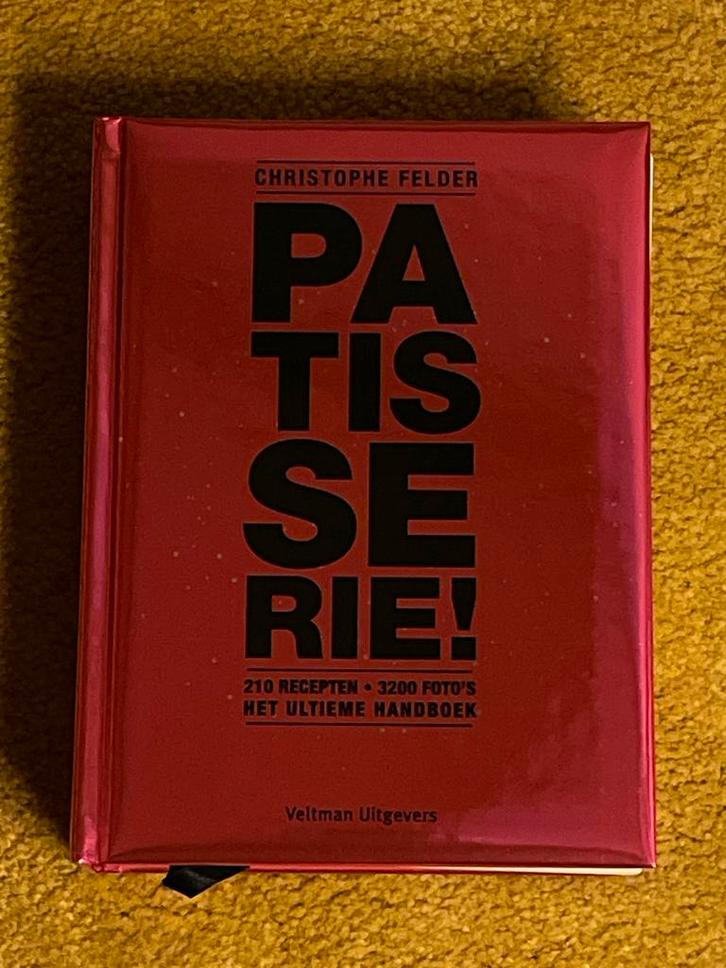 CHRISTOPHE FELDER
PA
TIS
SE
RIE!
210 RECEPTEN • 3200 FOTO'S
HET ULTIEME HANDBOEK
Veltman Uitgevers